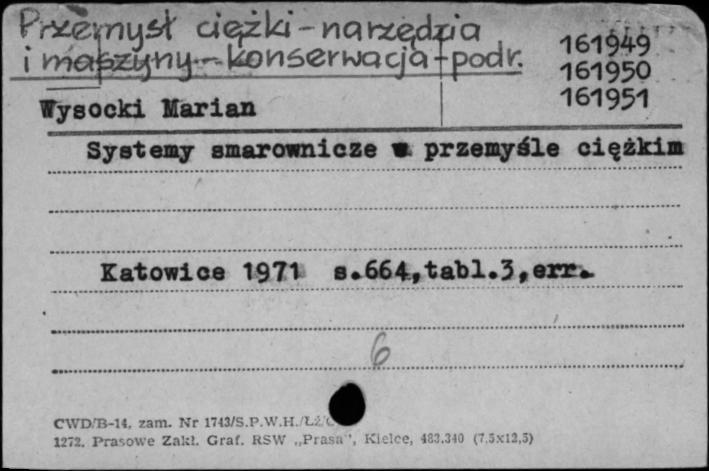 Przemysł ciężki - narzędzia
i maszyny - konserwacja - podr.
161949
161950
161951
Wysocki Marian
Systemy smarownicze w przemyśle ciężkim
Katowice 1971 s.664,tabl.3,err.
6
CWD/B-14, zam. Nr 1743/S.P.W.H./Łż/
1272. Prasowe Zakł. Graf. RSW „Prasa", Kielce, 483.340 (7,5x12,5)